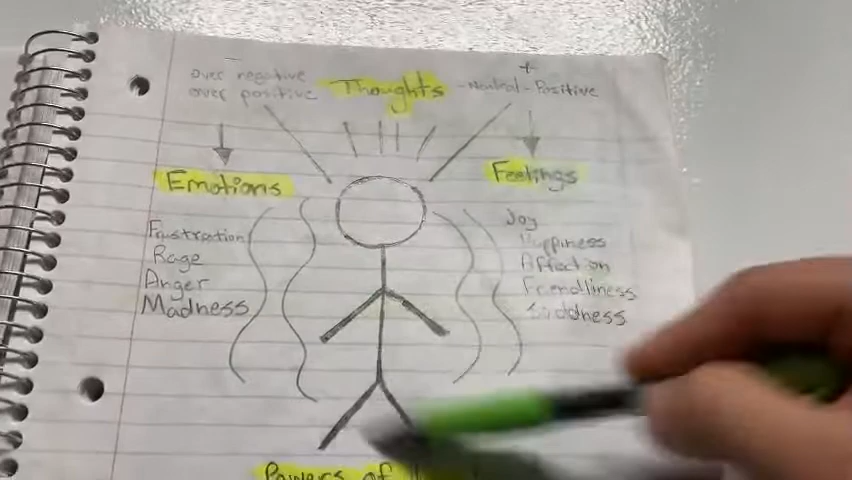 over negative
over positive
Thoughts
-Neutral-Positive
Emotions
Feelings
Frustration
Rage
Anger
Madness
Joy
Happiness
Affection
Friendliness
Saddness
Powers of